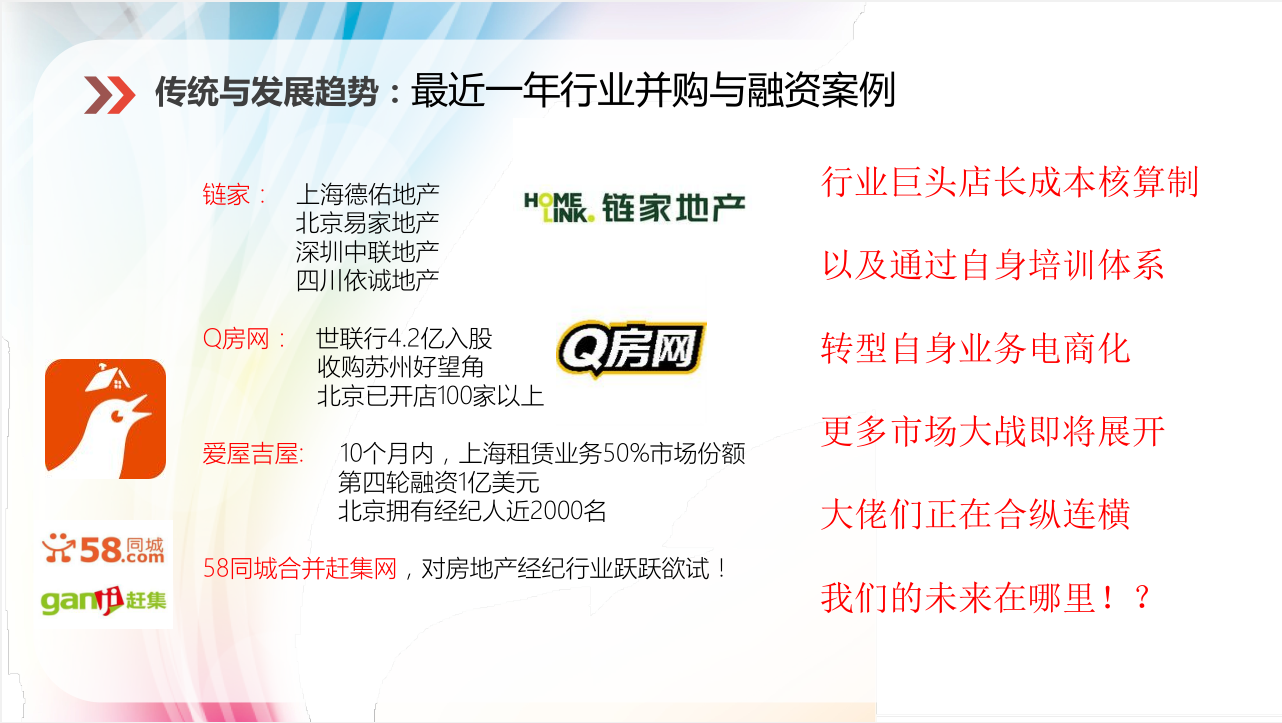 传统与发展趋势：最近一年行业并购与融资案例
链家： 上海德佑地产
北京易家地产
深圳中联地产
四川依诚地产
HOME LINK. 链家地产
Q房网： 世联行4.2亿入股
收购苏州好望角
北京已开店100家以上
Q房网
爱屋吉屋: 10个月内，上海租赁业务50%市场份额
第四轮融资1亿美元
北京拥有经纪人近2000名
58同城合并赶集网，对房地产经纪行业跃跃欲试！
58同城.com
ganji赶集
行业巨头店长成本核算制
以及通过自身培训体系
转型自身业务电商化
更多市场大战即将展开
大佬们正在合纵连横
我们的未来在哪里！？